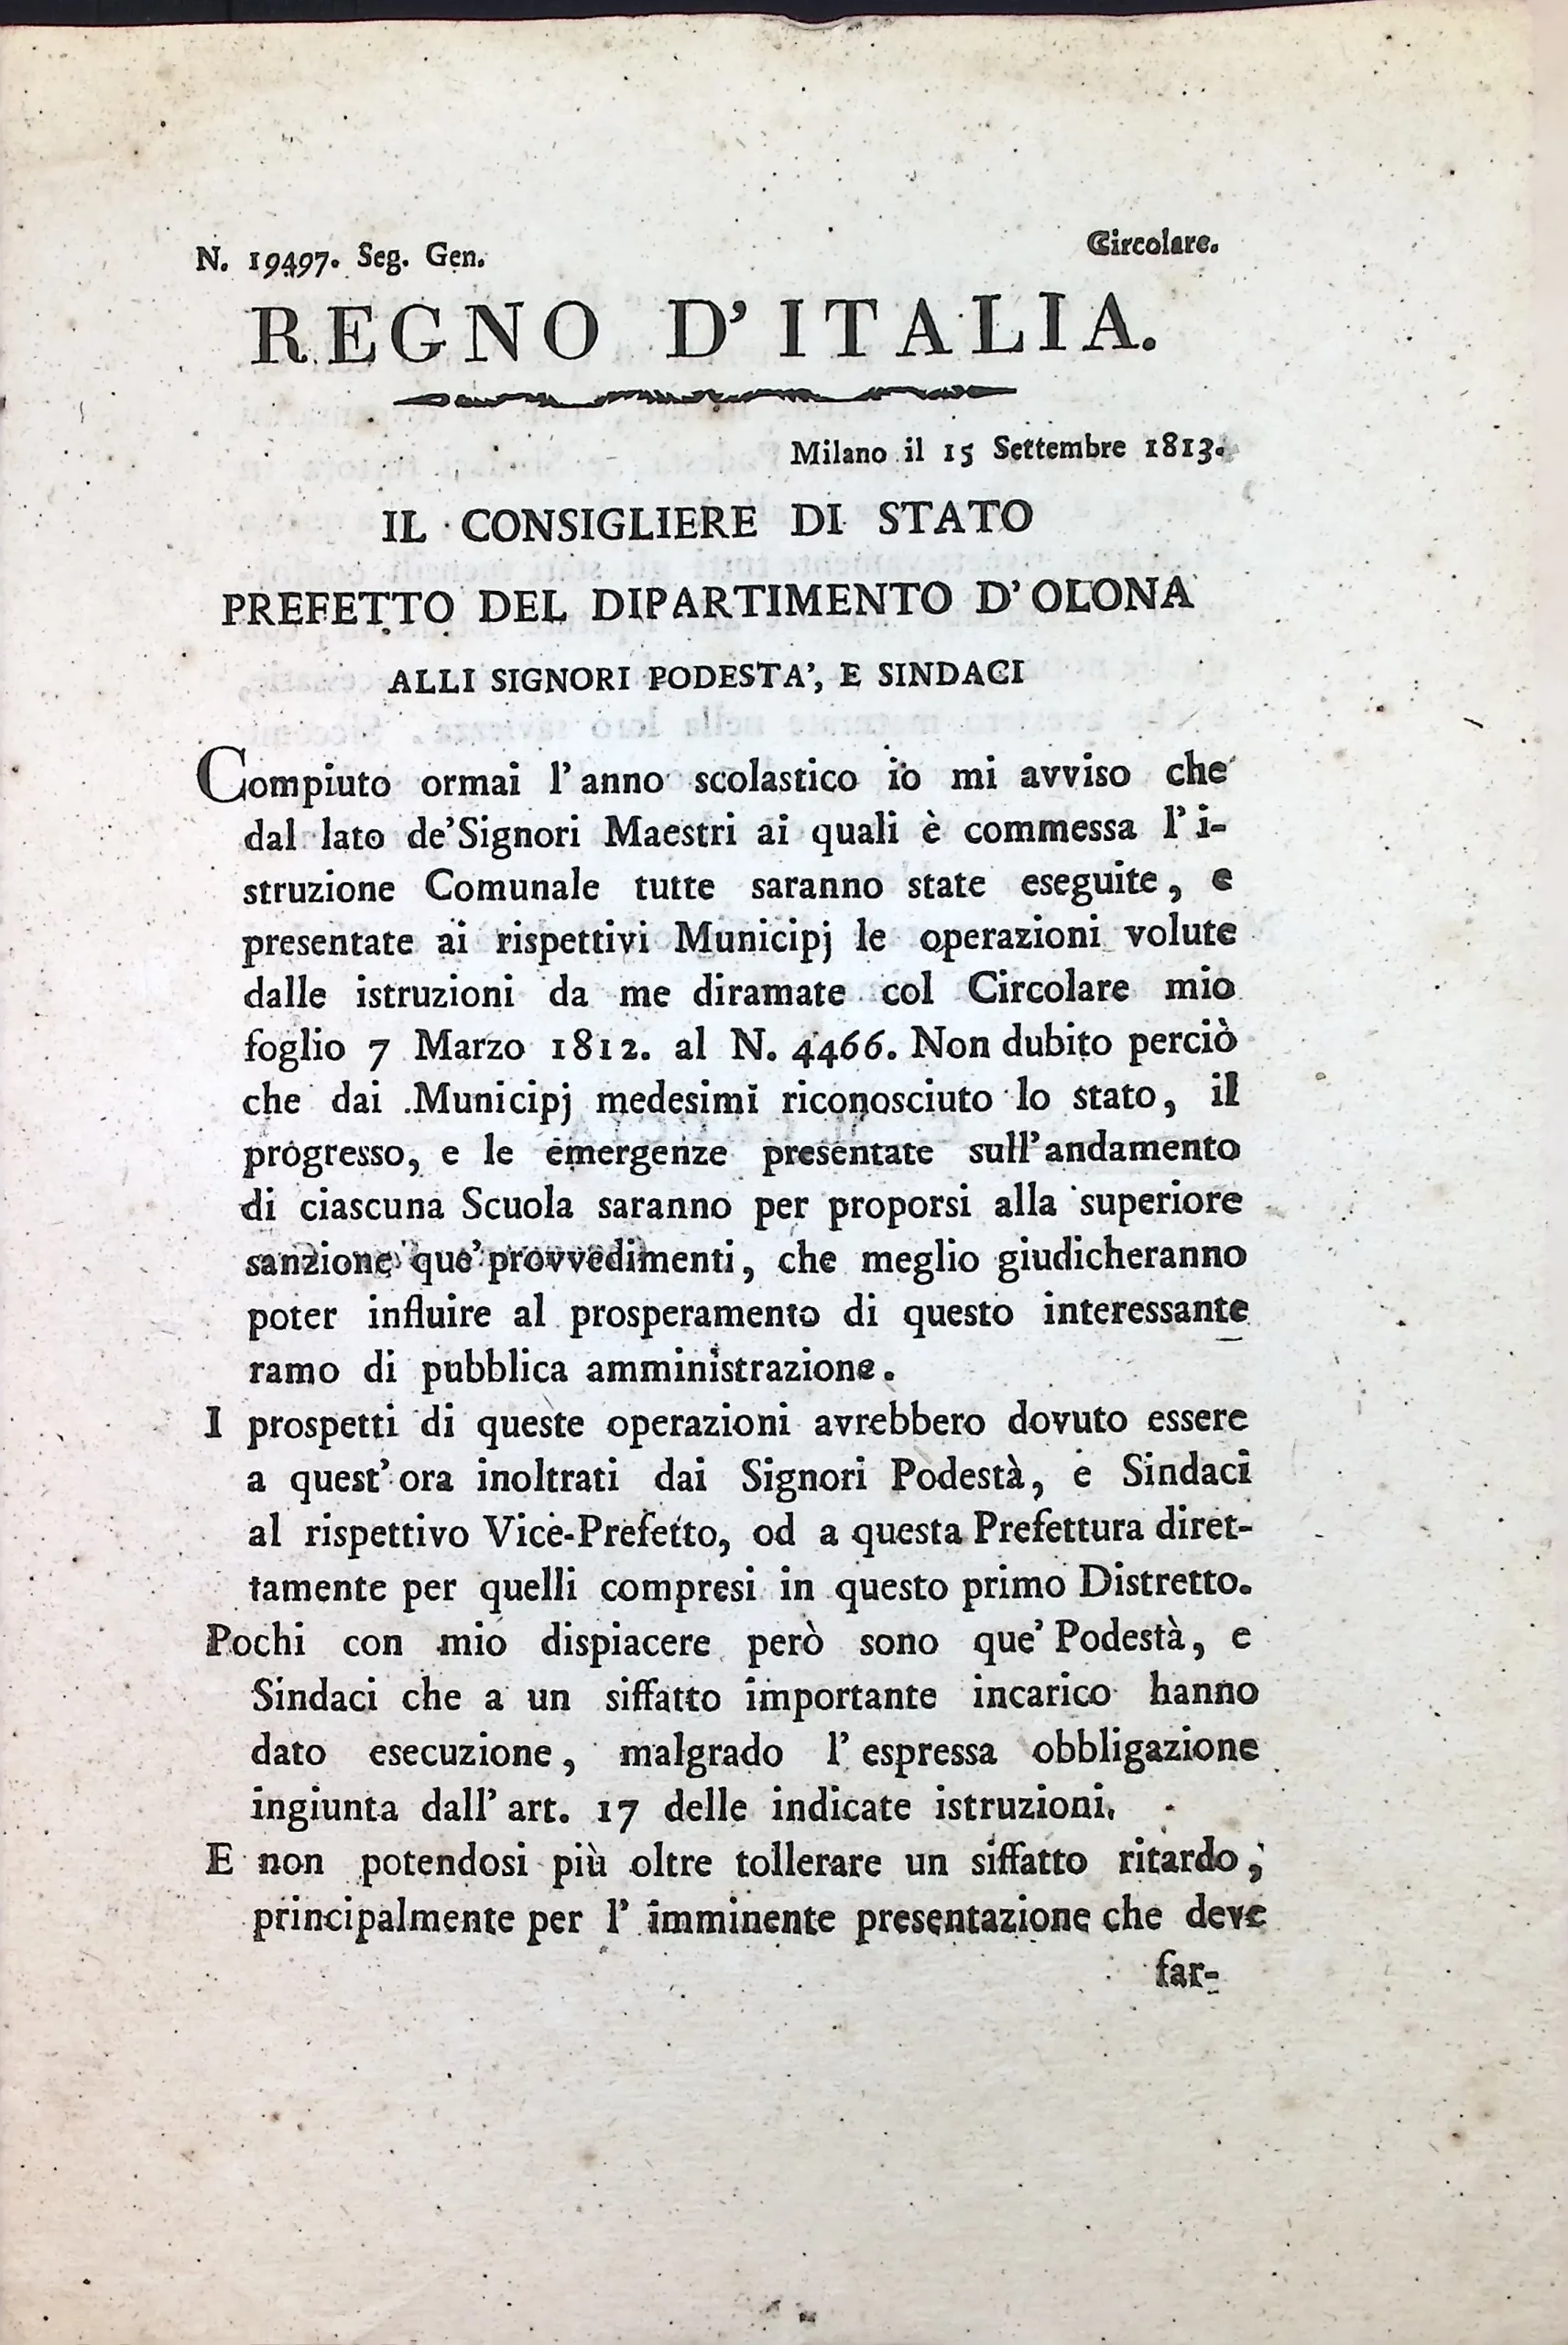 N. 19497. Seg. Gen.
Circolare.
REGNO D'ITALIA.
Milano il 15 Settembre 1813.
IL CONSIGLIERE DI STATO
PREFETTO DEL DIPARTIMENTO D'OLONA
ALLI SIGNORI PODESTA', E SINDACI
Compiuto ormai l'anno scolastico io mi avviso che
dal lato de' Signori Maestri ai quali è commessa l'i-
struzione Comunale tutte saranno state eseguite, e
presentate ai rispettivi Municipj le operazioni volute
dalle istruzioni da me diramate col Circolare mio
foglio 7 Marzo 1812. al N. 4466. Non dubito perciò
che dai Municipj medesimi riconosciuto lo stato, il
progresso, e le emergenze presentate sull'andamento
di ciascuna Scuola saranno per proporsi alla superiore
sanzione que' provvedimenti, che meglio giudicheranno
poter influire al prosperamento di questo interessante
ramo di pubblica amministrazione.
I prospetti di queste operazioni avrebbero dovuto essere
a quest'ora inoltrati dai Signori Podestà, e Sindaci
al rispettivo Vice-Prefetto, od a questa Prefettura diret-
tamente per quelli compresi in questo primo Distretto.
Pochi con mio dispiacere però sono que' Podestà, e
Sindaci che a un siffatto importante incarico hanno
dato esecuzione, malgrado l'espressa obbligazione
ingiunta dall'art. 17 delle indicate istruzioni.
E non potendosi più oltre tollerare un siffatto ritardo,
principalmente per l'imminente presentazione che deve
far-